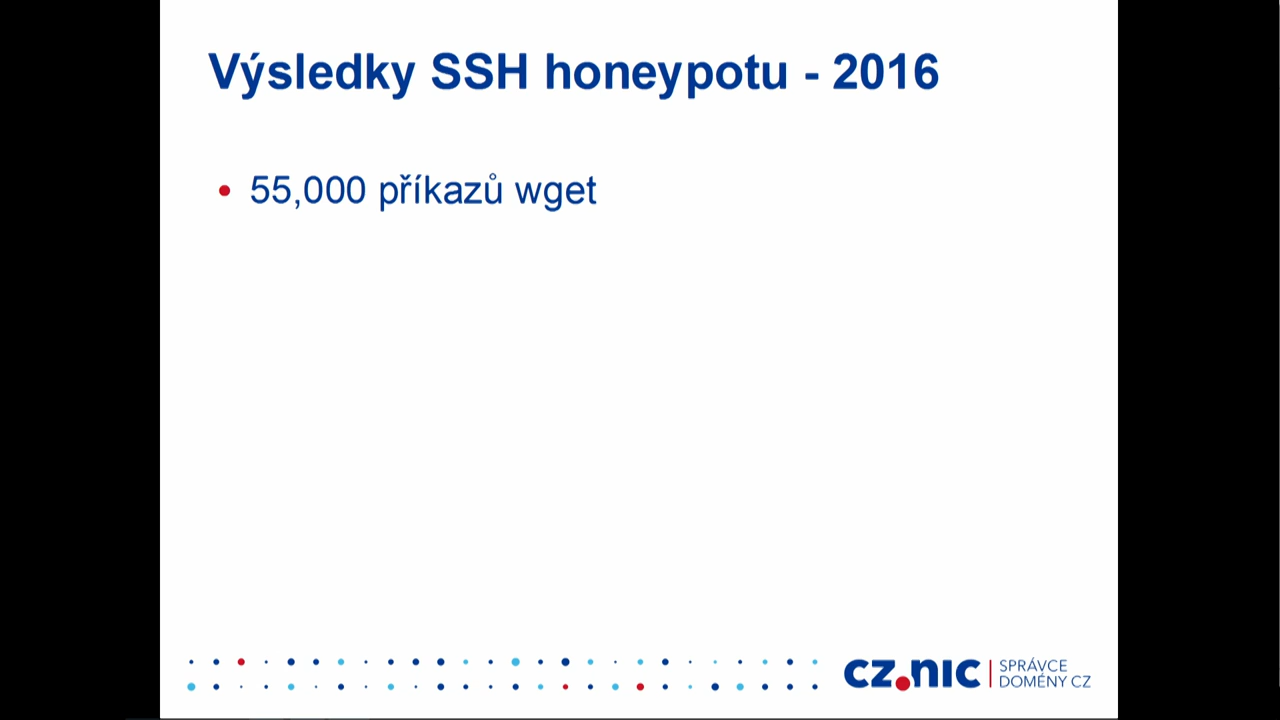 Výsledky SSH honeypotu - 2016
• 55,000 příkazů wget
CZ.NIC | SPRÁVCE
DOMÉNY CZ